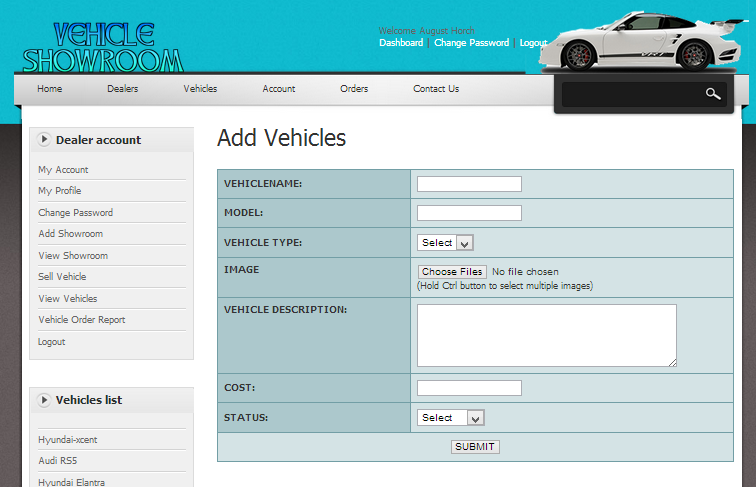 VEHICLE
SHOWROOM
Welcome August Horch
Dashboard | Change Password | Logout
Home Dealers Vehicles Account Orders Contact Us
Dealer account
My Account
My Profile
Change Password
Add Showroom
View Showroom
Sell Vehicle
View Vehicles
Vehicle Order Report
Logout
Vehicles list
Hyundai-xcent
Audi RS5
Hyundai Elantra
Add Vehicles
VEHICLENAME:
MODEL:
VEHICLE TYPE: Select
IMAGE Choose Files No file chosen
(Hold Ctrl button to select multiple images)
VEHICLE DESCRIPTION:
COST:
STATUS: Select
SUBMIT